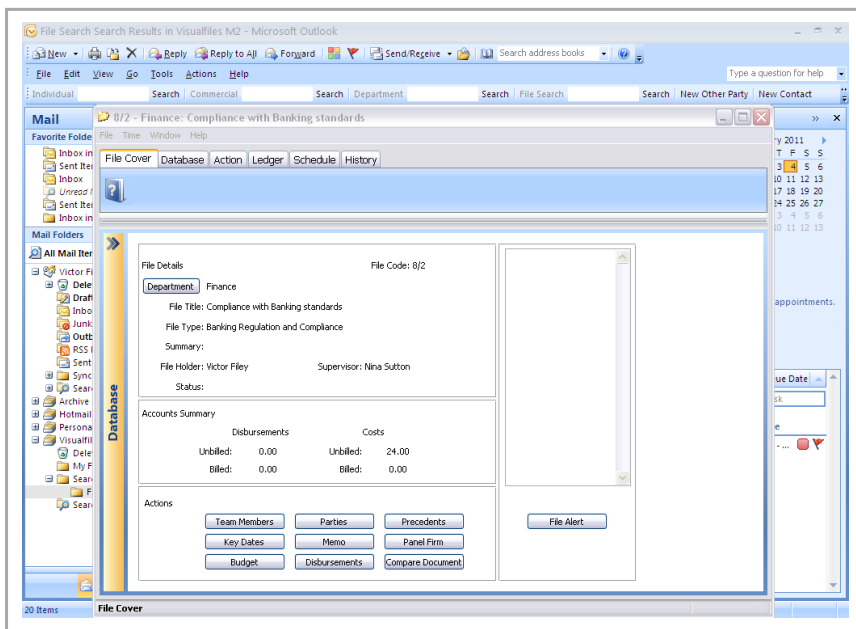 File Search Search Results in Visualfiles M2 - Microsoft Outlook
New Reply Reply to All Forward Send/Receive Search address books
File Edit View Go Tools Actions Help Type a question for help
Individual Search Commercial Search Department Search File Search Search New Other Party New Contact
Mail
8/2 - Finance: Compliance with Banking standards
Favorite Folde
File Time Window Help
Inbox in
Sent Iter
Inbox
Unread
Sent Iter
Inbox in
File Cover Database Action Ledger Schedule History
y 2011
T F S S
3 4 5 6
10 11 12 13
17 18 19 20
24 25 26 27
3 4 5 6
10 11 12 13
Mail Folders
All Mail Iter
Victor Fi
Dele
Draft
Inbo
Junk
Outb
RSS
Sent
Sync
Sear
Archive
Hotmail
Persona
Visualfil
Dele
My F
Sear
F
Sear
Database
File Details File Code: 8/2
Department Finance
File Title: Compliance with Banking standards
File Type: Banking Regulation and Compliance
Summary:
File Holder: Victor Filey Supervisor: Nina Sutton
Status:
Accounts Summary
Disbursements Costs
Unbilled: 0.00 Unbilled: 24.00
Billed: 0.00 Billed: 0.00
Actions
Team Members Parties Precedents
Key Dates Memo Panel Firm
Budget Disbursements Compare Document
File Alert
appointments.
ue Date
sk
e
- ...
20 Items
File Cover